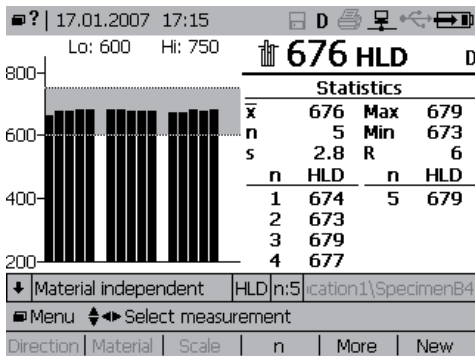 ? 17.01.2007 17:15 D
Lo: 600 Hi: 750
676 HLD D
Statistics
x̅ 676 Max 679
n 5 Min 673
s 2.8 R 6
n HLD n HLD
1 674 5 679
2 673
3 679
4 677
800
600
400
200
Material independent HLD n:5 ication1\SpecimenB4
Menu Select measurement
Direction Material Scale n More New